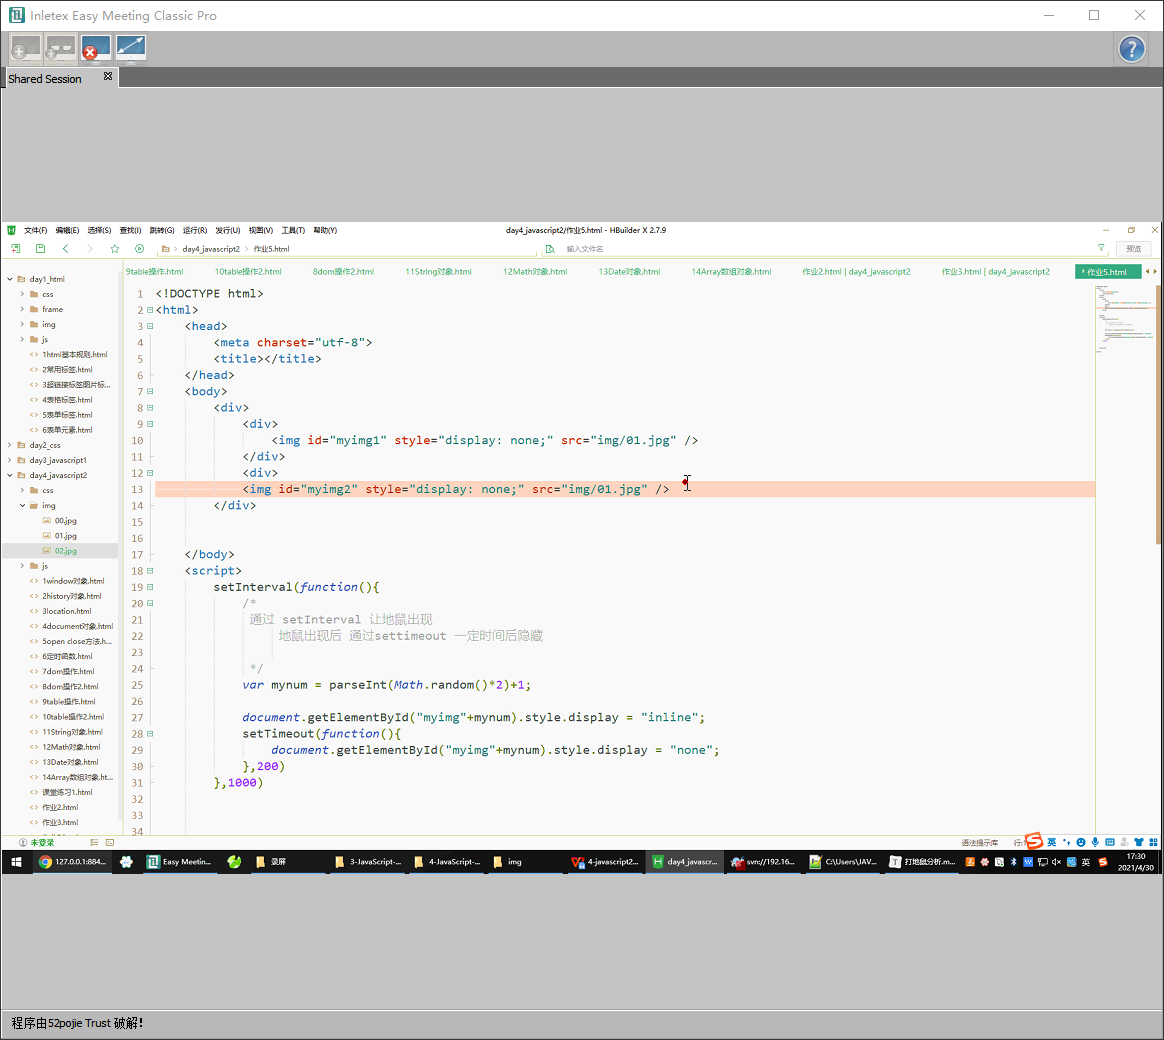 Inletex Easy Meeting Classic Pro
Shared Session
文件(F) 编辑(E) 选择(S) 查找(I) 跳转(G) 运行(R) 发行(U) 视图(V) 工具(T) 帮助(Y)
day4_javascript2/作业5.html - HBuilder X 2.7.9
day4_javascript2 > 作业5.html
输入文件名
预览
9table操作.html 10table操作2.html 8dom操作2.html 11String对象.html 12Math对象.html 13Date对象.html 14Array数组对象.html 作业2.html | day4_javascript2 作业3.html | day4_javascript2 * 作业5.html
day1_html
css
frame
img
js
1html基本规则.html
2常用标签.html
3超链接标签图片标...
4表格标签.html
5表单标签.html
6表单元素.html
day2_css
day3_javascript1
day4_javascript2
css
img
00.jpg
01.jpg
02.jpg
js
1window对象.html
2history对象.html
3location.html
4document对象.html
5open close方法.h...
6定时函数.html
7dom操作.html
8dom操作2.html
9table操作.html
10table操作2.html
11String对象.html
12Math对象.html
13Date对象.html
14Array数组对象.ht...
课堂练习1.html
作业2.html
作业3.html
1 <!DOCTYPE html>
2 <html>
3 <head>
4 <meta charset="utf-8">
5 <title></title>
6 </head>
7 <body>
8 <div>
9 <div>
10 <img id="myimg1" style="display: none;" src="img/01.jpg" />
11 </div>
12 <div>
13 <img id="myimg2" style="display: none;" src="img/01.jpg" />
14 </div>
15
16
17 </body>
18 <script>
19 setInterval(function(){
20 /*
21 通过 setInterval 让地鼠出现
22 地鼠出现后 通过settimeout 一定时间后隐藏
23
24 */
25 var mynum = parseInt(Math.random()*2)+1;
26
27 document.getElementById("myimg"+mynum).style.display = "inline";
28 setTimeout(function(){
29 document.getElementById("myimg"+mynum).style.display = "none";
30 },200)
31 },1000)
32
33
34
未登录
语法提示库 行:1
英
127.0.0.1:884... Easy Meetin... 录屏 3-JavaScript-... 4-JavaScript-... img 4-javascript2... day4_javascr... svn://192.16... C:\Users\JAV... 打地鼠分析.m...
英
17:30
2021/4/30
程序由52pojie Trust 破解!